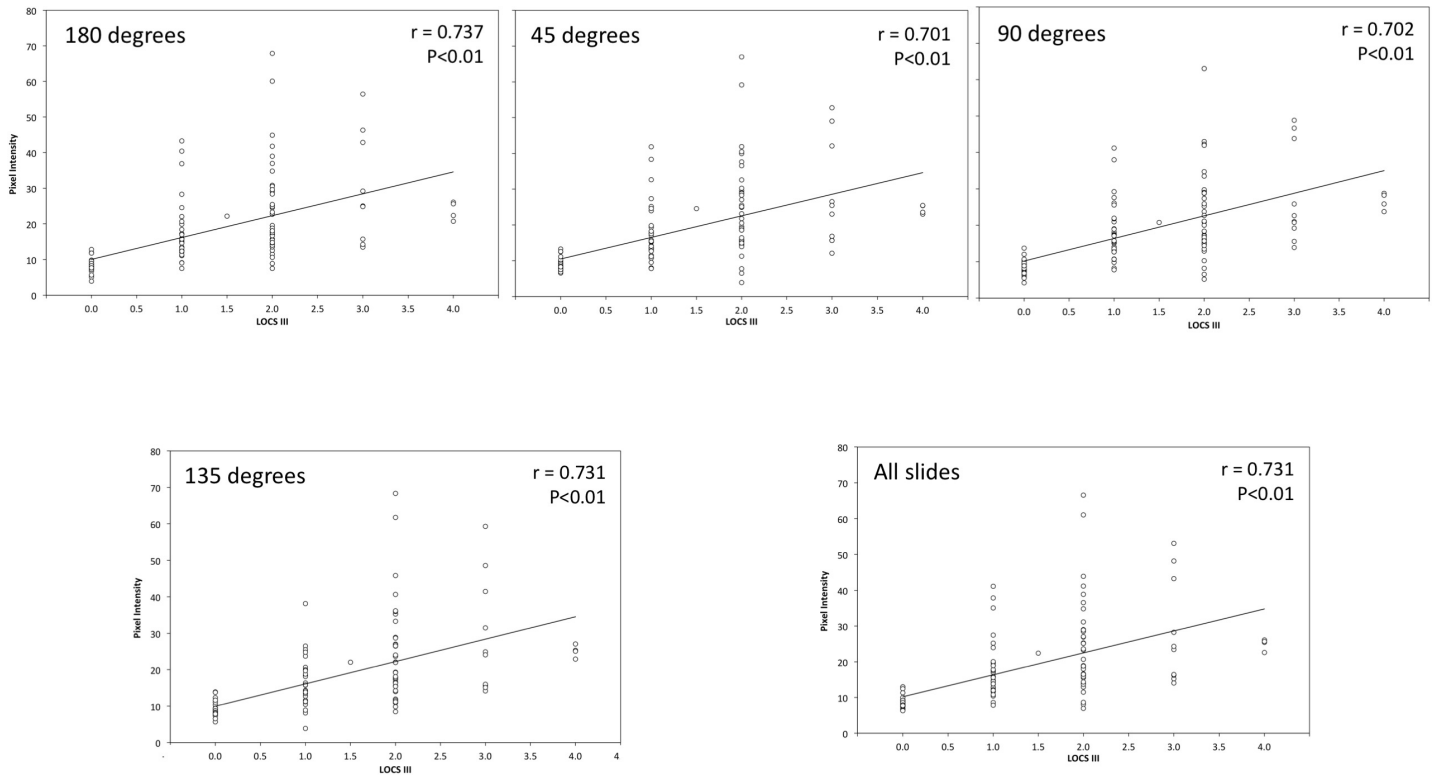 180 degrees
r = 0.737
P<0.01
80
70
60
50
40
30
20
10
0
Pixel Intensity
0.0 0.5 1.0 1.5 2.0 2.5 3.0 3.5 4.0 4.5
LOCS III
45 degrees
r = 0.701
P<0.01
0.0 0.5 1.0 1.5 2.0 2.5 3.0 3.5 4.0 4.5
LOCS III
90 degrees
r = 0.702
P<0.01
0.0 0.5 1.0 1.5 2.0 2.5 3.0 3.5 4.0 4.5
LOCS III
135 degrees
r = 0.731
P<0.01
80
70
60
50
40
30
20
10
0
Pixel Intensity
0.0 0.5 1.0 1.5 2.0 2.5 3.0 3.5 4.0 4
LOCS III
All slides
r = 0.731
P<0.01
80
70
60
50
40
30
20
10
0
Pixel Intensity
0.0 0.5 1.0 1.5 2.0 2.5 3.0 3.5 4.0 4.5
LOCS III